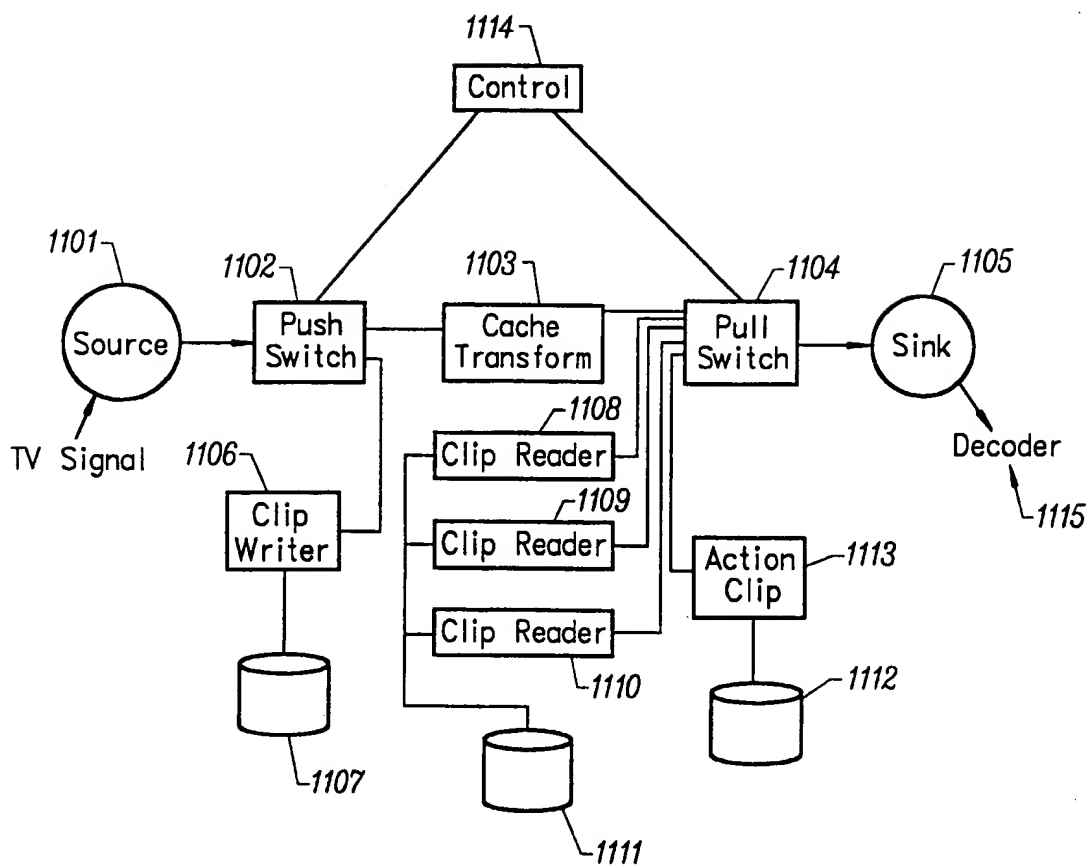 1114
Control
1101
1102
1103
1104
1105
Source
Push
Switch
Cache
Transform
Pull
Switch
Sink
TV Signal
1106
1108
Clip Reader
Decoder
1115
Clip
Writer
1109
Clip Reader
Action
Clip
1113
Clip Reader
1110
1112
1107
1111